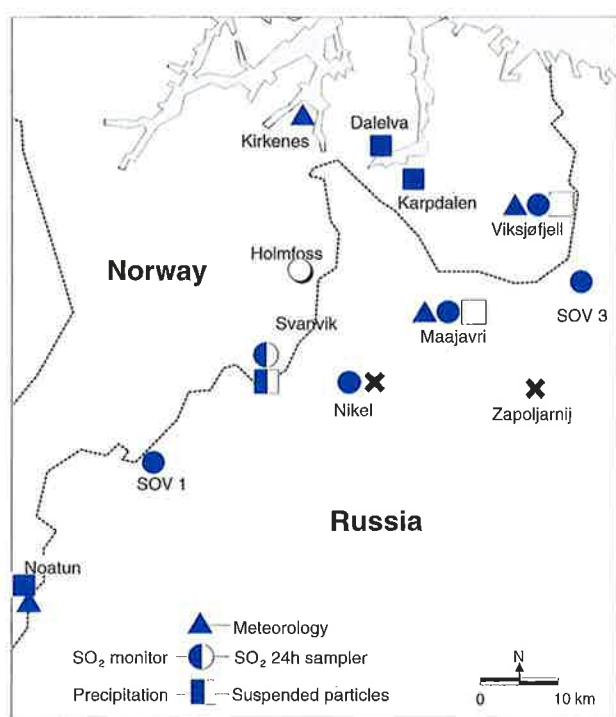 Kirkenes
Dalelva
Karpdalen
Viksjøfjell
Norway
Holmfoss
SOV 3
Svanvik
Maajavri
Nikel
Zapoljarnij
SOV 1
Russia
Noatun
Meteorology
SO₂ monitor SO₂ 24h sampler
Precipitation Suspended particles
N
0 10 km